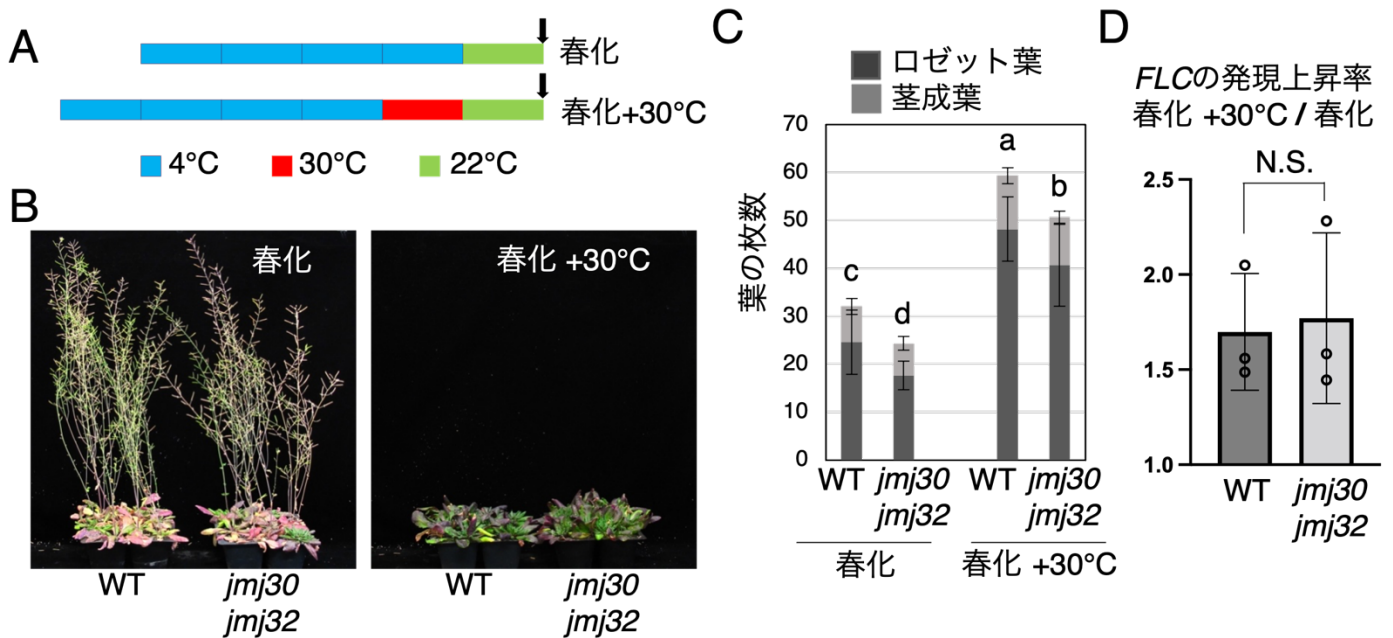 A
春化
春化+30°C
4°C
30°C
22°C
B
春化
春化 +30°C
WT
jmj30
jmj32
WT
jmj30
jmj32
C
ロゼット葉
茎成葉
葉の枚数
70
60
50
40
30
20
10
0
c
d
a
b
WT
jmj30
jmj32
WT
jmj30
jmj32
春化
春化 +30°C
D
FLCの発現上昇率
春化 +30°C / 春化
N.S.
2.5
2.0
1.5
1.0
WT
jmj30
jmj32